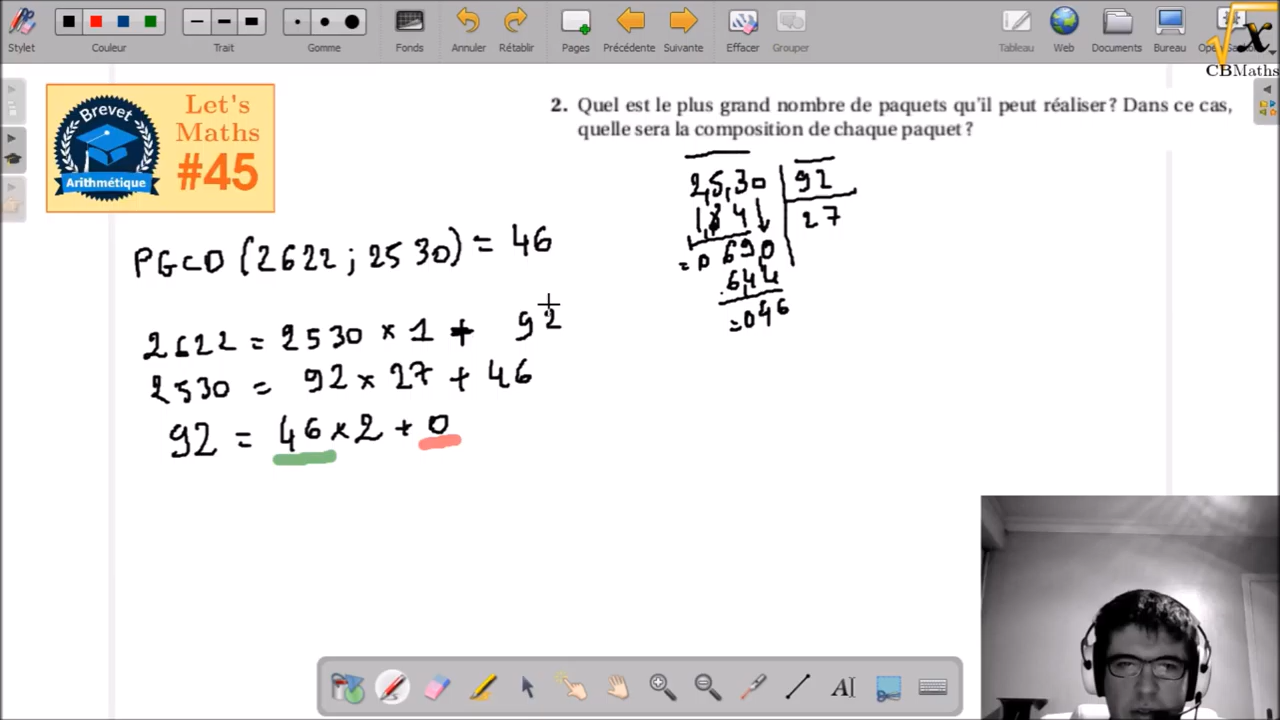 Stylet
Couleur
Trait
Gomme
Fonds
Annuler
Rétablir
Pages
Précédente
Suivante
Effacer
Grouper
Tableau
Web
Documents
Bureau
CBMaths
Brevet
Arithmétique
Let's
Maths
#45
2. Quel est le plus grand nombre de paquets qu'il peut réaliser ? Dans ce cas,
quelle sera la composition de chaque paquet ?
2530 92
184 27
= 0690
644
=046
PGCD (2622 ; 2530) = 46
2622 = 2530 × 1 + 92
2530 = 92 × 27 + 46
92 = 46 × 2 + 0
AI